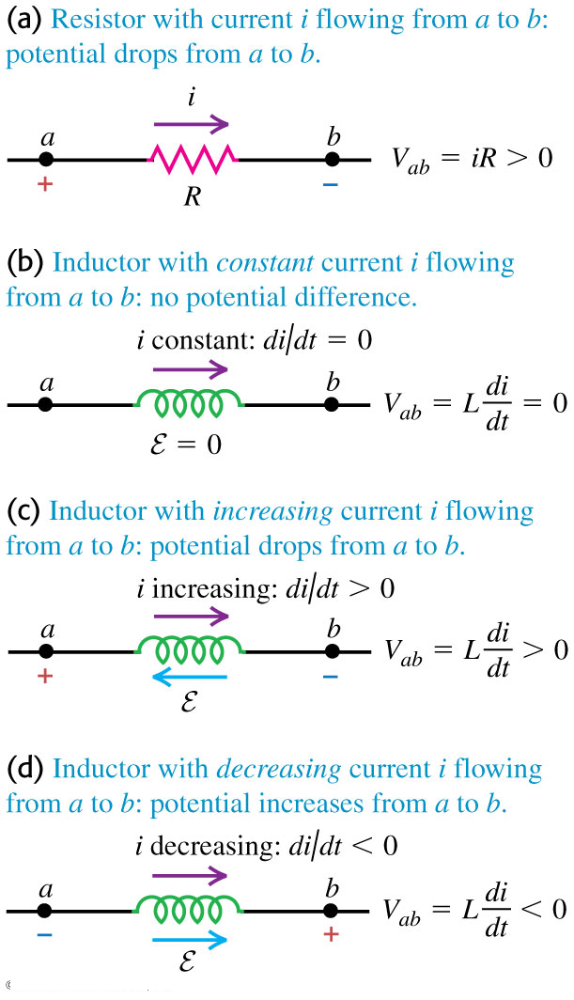 (a) Resistor with current i flowing from a to b:
potential drops from a to b.
i
a
b
V_ab = iR > 0
+
R
−
(b) Inductor with constant current i flowing
from a to b: no potential difference.
i constant: di/dt = 0
a
b
V_ab = L di/dt = 0
ℰ = 0
(c) Inductor with increasing current i flowing
from a to b: potential drops from a to b.
i increasing: di/dt > 0
a
b
V_ab = L di/dt > 0
+
−
ℰ
(d) Inductor with decreasing current i flowing
from a to b: potential increases from a to b.
i decreasing: di/dt < 0
a
b
V_ab = L di/dt < 0
−
+
ℰ